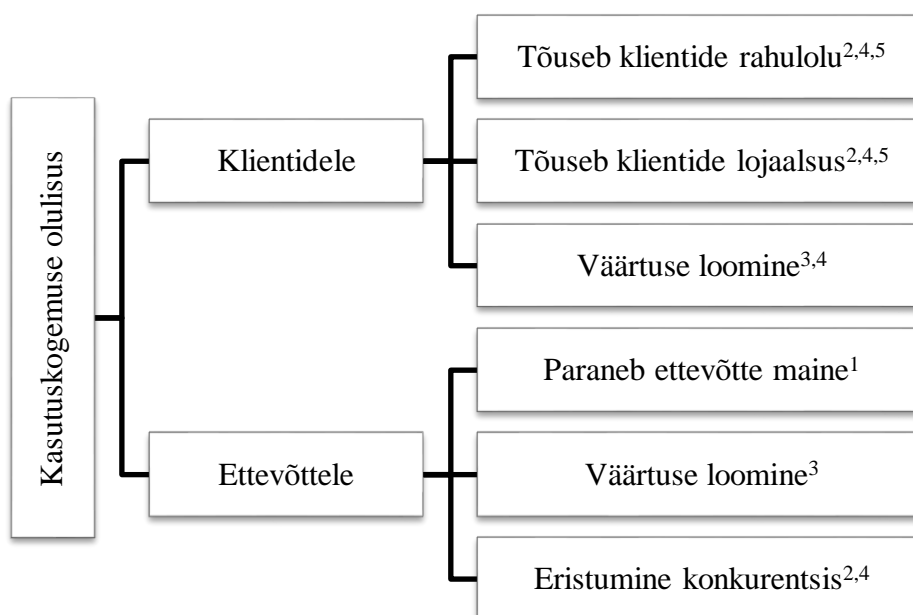 Kasutuskogemuse olulisus
Klientidele
Tõuseb klientide rahulolu2,4,5
Tõuseb klientide lojaalsus2,4,5
Väärtuse loomine3,4
Ettevõttele
Paraneb ettevõtte maine1
Väärtuse loomine3
Eristumine konkurentsis2,4